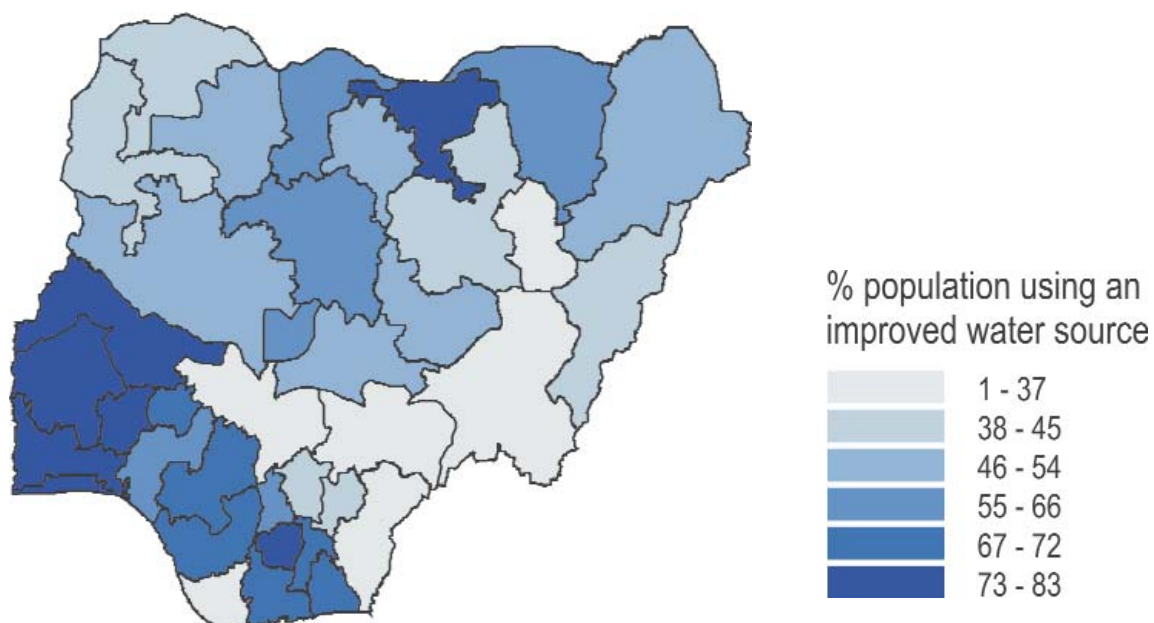 % population using an
improved water source
1 - 37
38 - 45
46 - 54
55 - 66
67 - 72
73 - 83